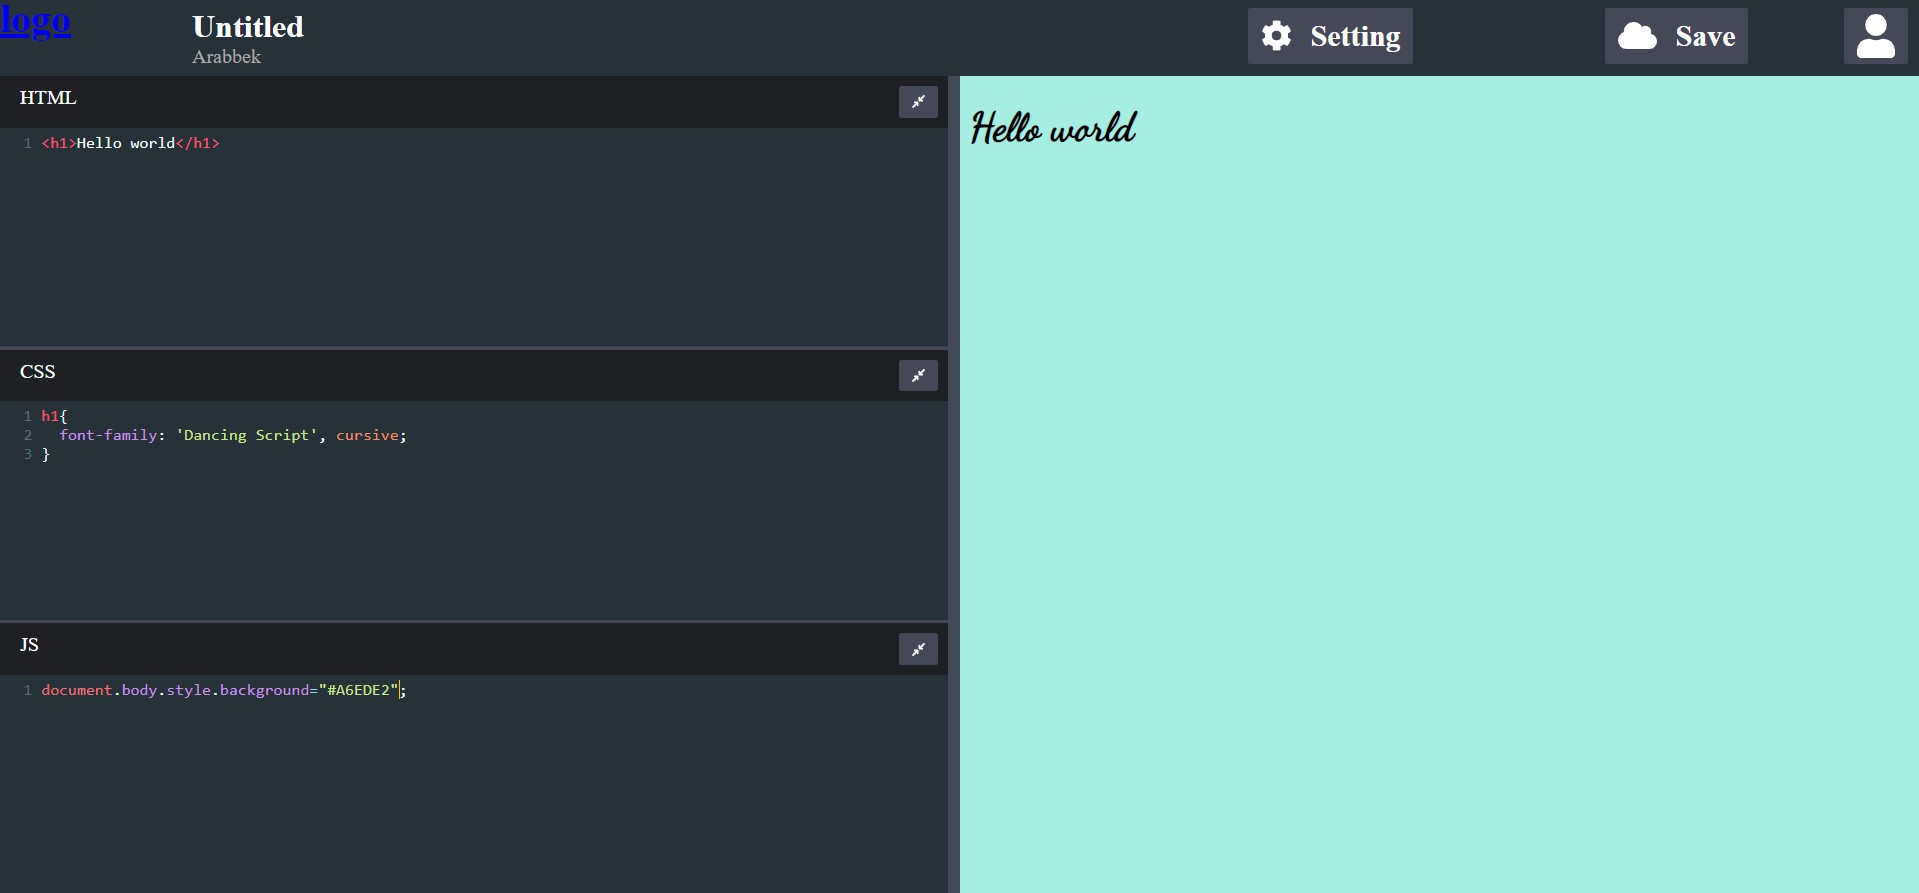 logo
Untitled
Arabbek
Setting
Save
HTML
1 <h1>Hello world</h1>
CSS
1 h1{
2   font-family: 'Dancing Script', cursive;
3 }
JS
1 document.body.style.background="#A6EDE2";
Hello world